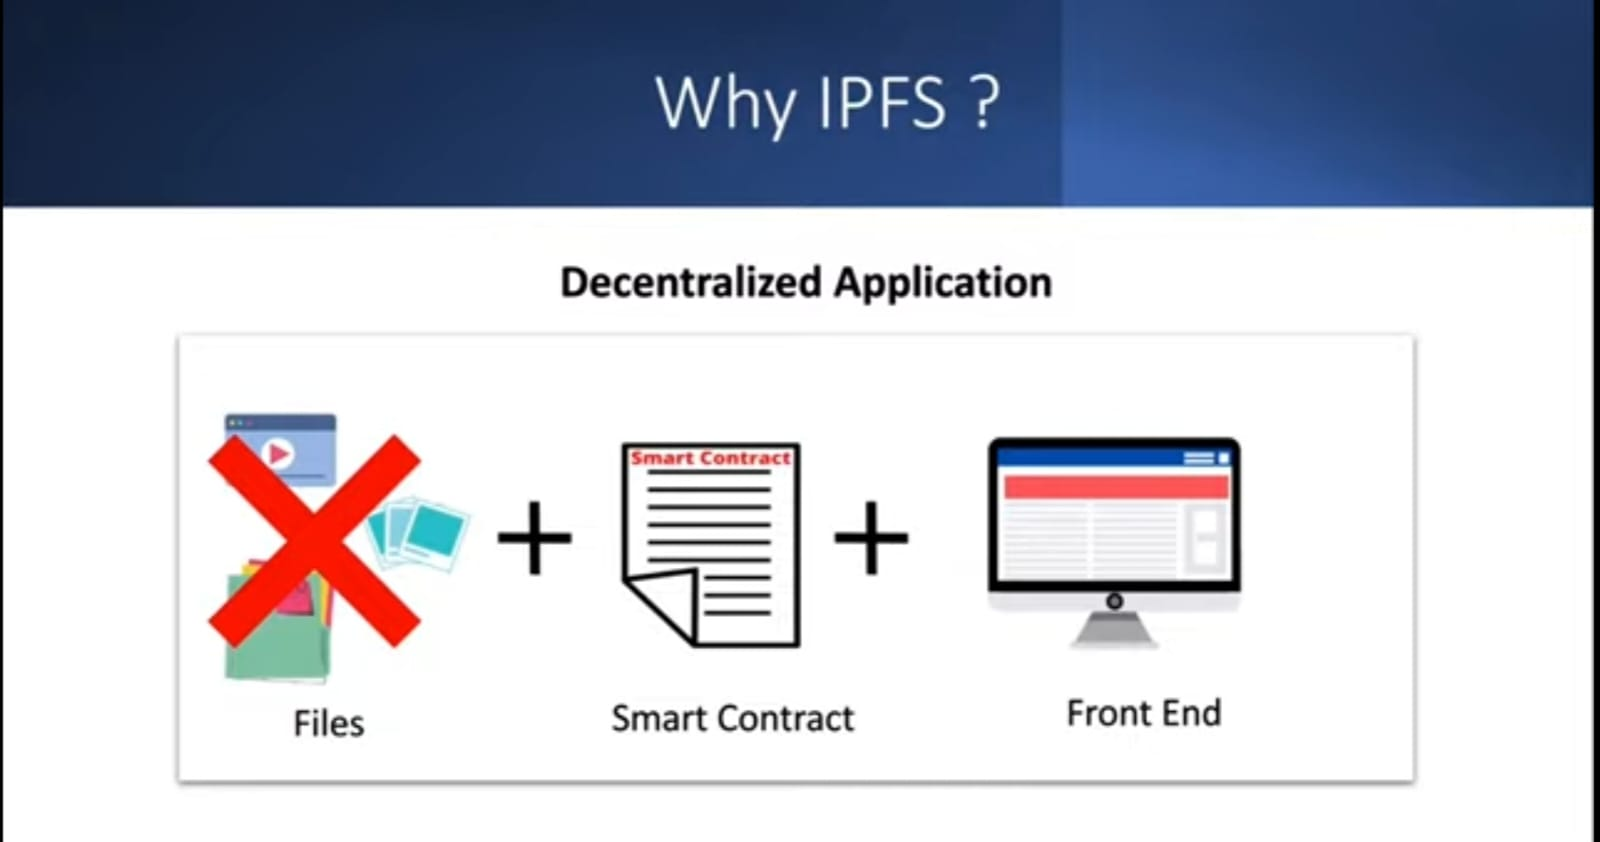 Why IPFS ?
Decentralized Application
Smart Contract
Files
Smart Contract
Front End